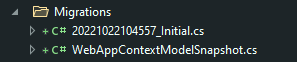 Migrations
C# 20221022104557_Initial.cs
C# WebAppContextModelSnapshot.cs